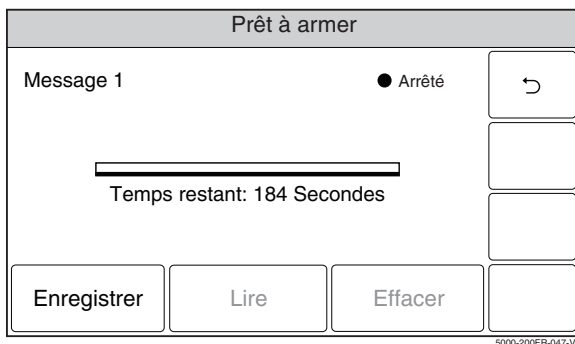 Prêt à armer
Message 1
● Arrêté
Temps restant: 184 Secondes
Enregistrer
Lire
Effacer
5000-200FR-047-V